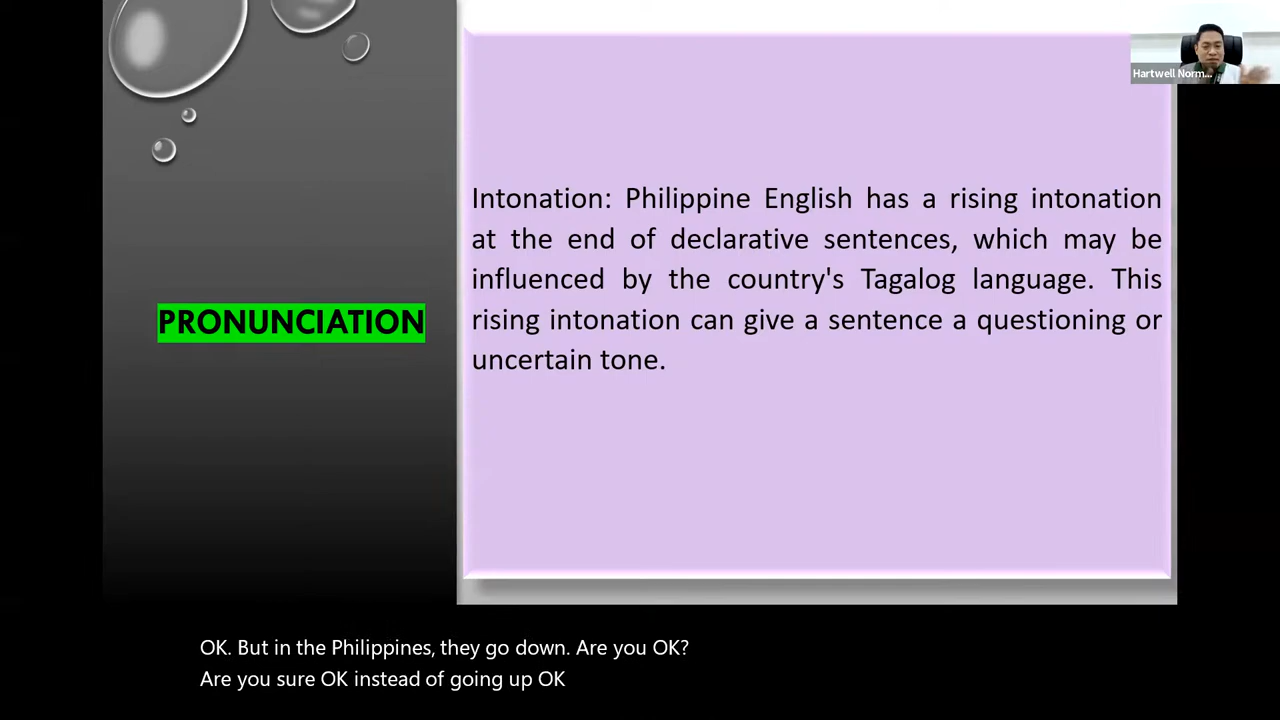 Hartwell Norm...
Intonation: Philippine English has a rising intonation
at the end of declarative sentences, which may be
influenced by the country's Tagalog language. This
rising intonation can give a sentence a questioning or
uncertain tone.
PRONUNCIATION
OK. But in the Philippines, they go down. Are you OK?
Are you sure OK instead of going up OK